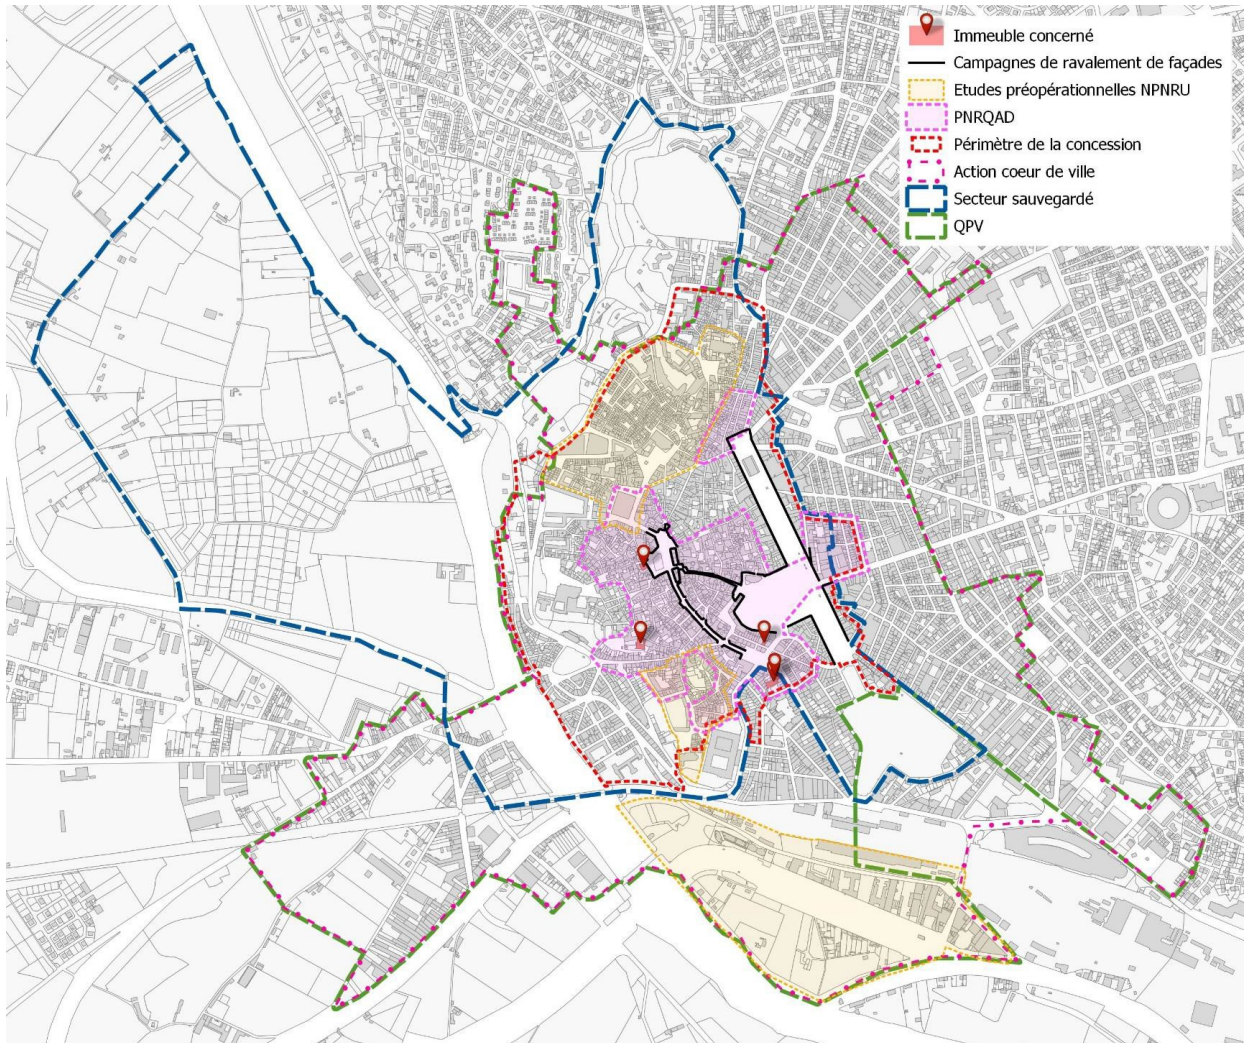 Immeuble concerné
Campagnes de ravalement de façades
Etudes préopérationnelles NPNRU
PNRQAD
Périmètre de la concession
Action coeur de ville
Secteur sauvegardé
QPV